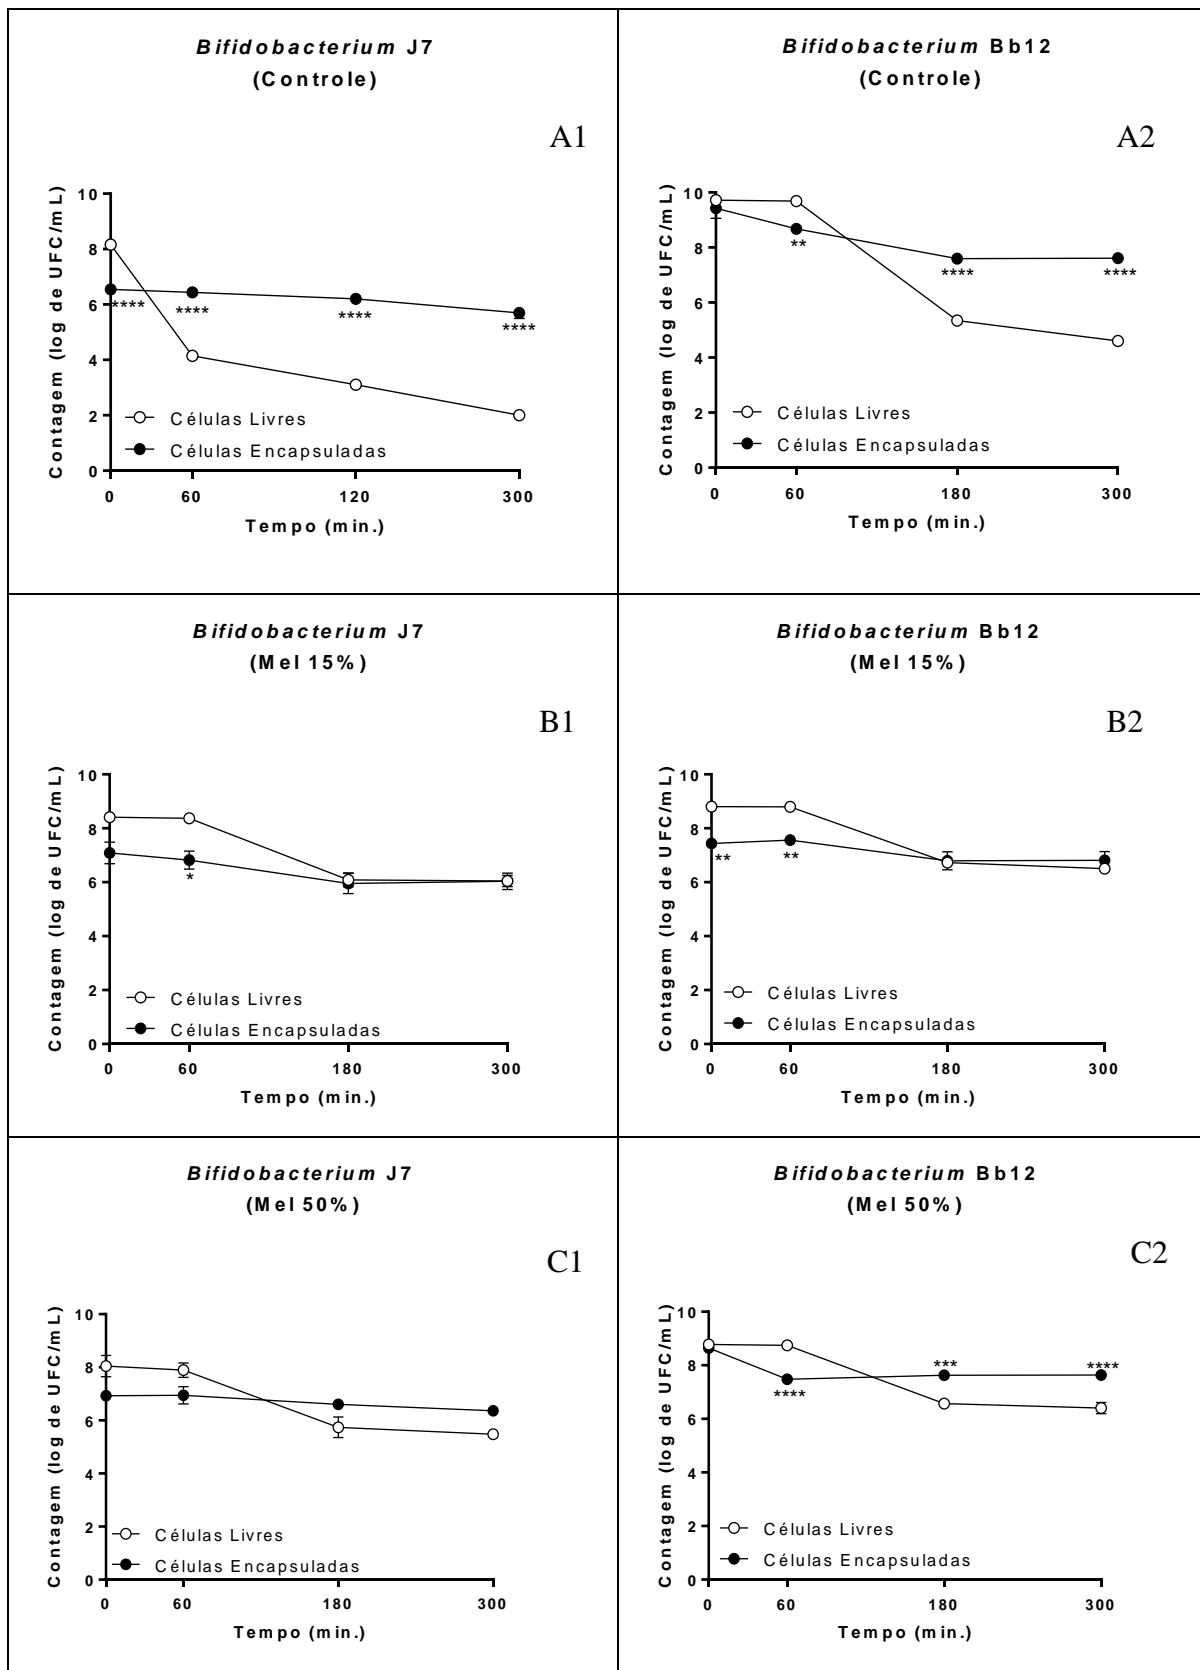 Bifidobacterium J7
(Controle)
A1
Contagem (log de UFC/mL)
10
8
6
4
2
0
****
****
****
****
Células Livres
Células Encapsuladas
0 60 120 300
Tempo (min.)
Bifidobacterium Bb12
(Controle)
A2
Contagem (log de UFC/mL)
10
8
6
4
2
0
**
****
****
Células Livres
Células Encapsuladas
0 60 180 300
Tempo (min.)
Bifidobacterium J7
(Mel 15%)
B1
Contagem (log de UFC/mL)
10
8
6
4
2
0
*
Células Livres
Células Encapsuladas
0 60 180 300
Tempo (min.)
Bifidobacterium Bb12
(Mel 15%)
B2
Contagem (log de UFC/mL)
10
8
6
4
2
0
**
**
Células Livres
Células Encapsuladas
0 60 180 300
Tempo (min.)
Bifidobacterium J7
(Mel 50%)
C1
Contagem (log de UFC/mL)
10
8
6
4
2
0
Células Livres
Células Encapsuladas
0 60 180 300
Tempo (min.)
Bifidobacterium Bb12
(Mel 50%)
C2
Contagem (log de UFC/mL)
10
8
6
4
2
0
****
***
****
Células Livres
Células Encapsuladas
0 60 180 300
Tempo (min.)